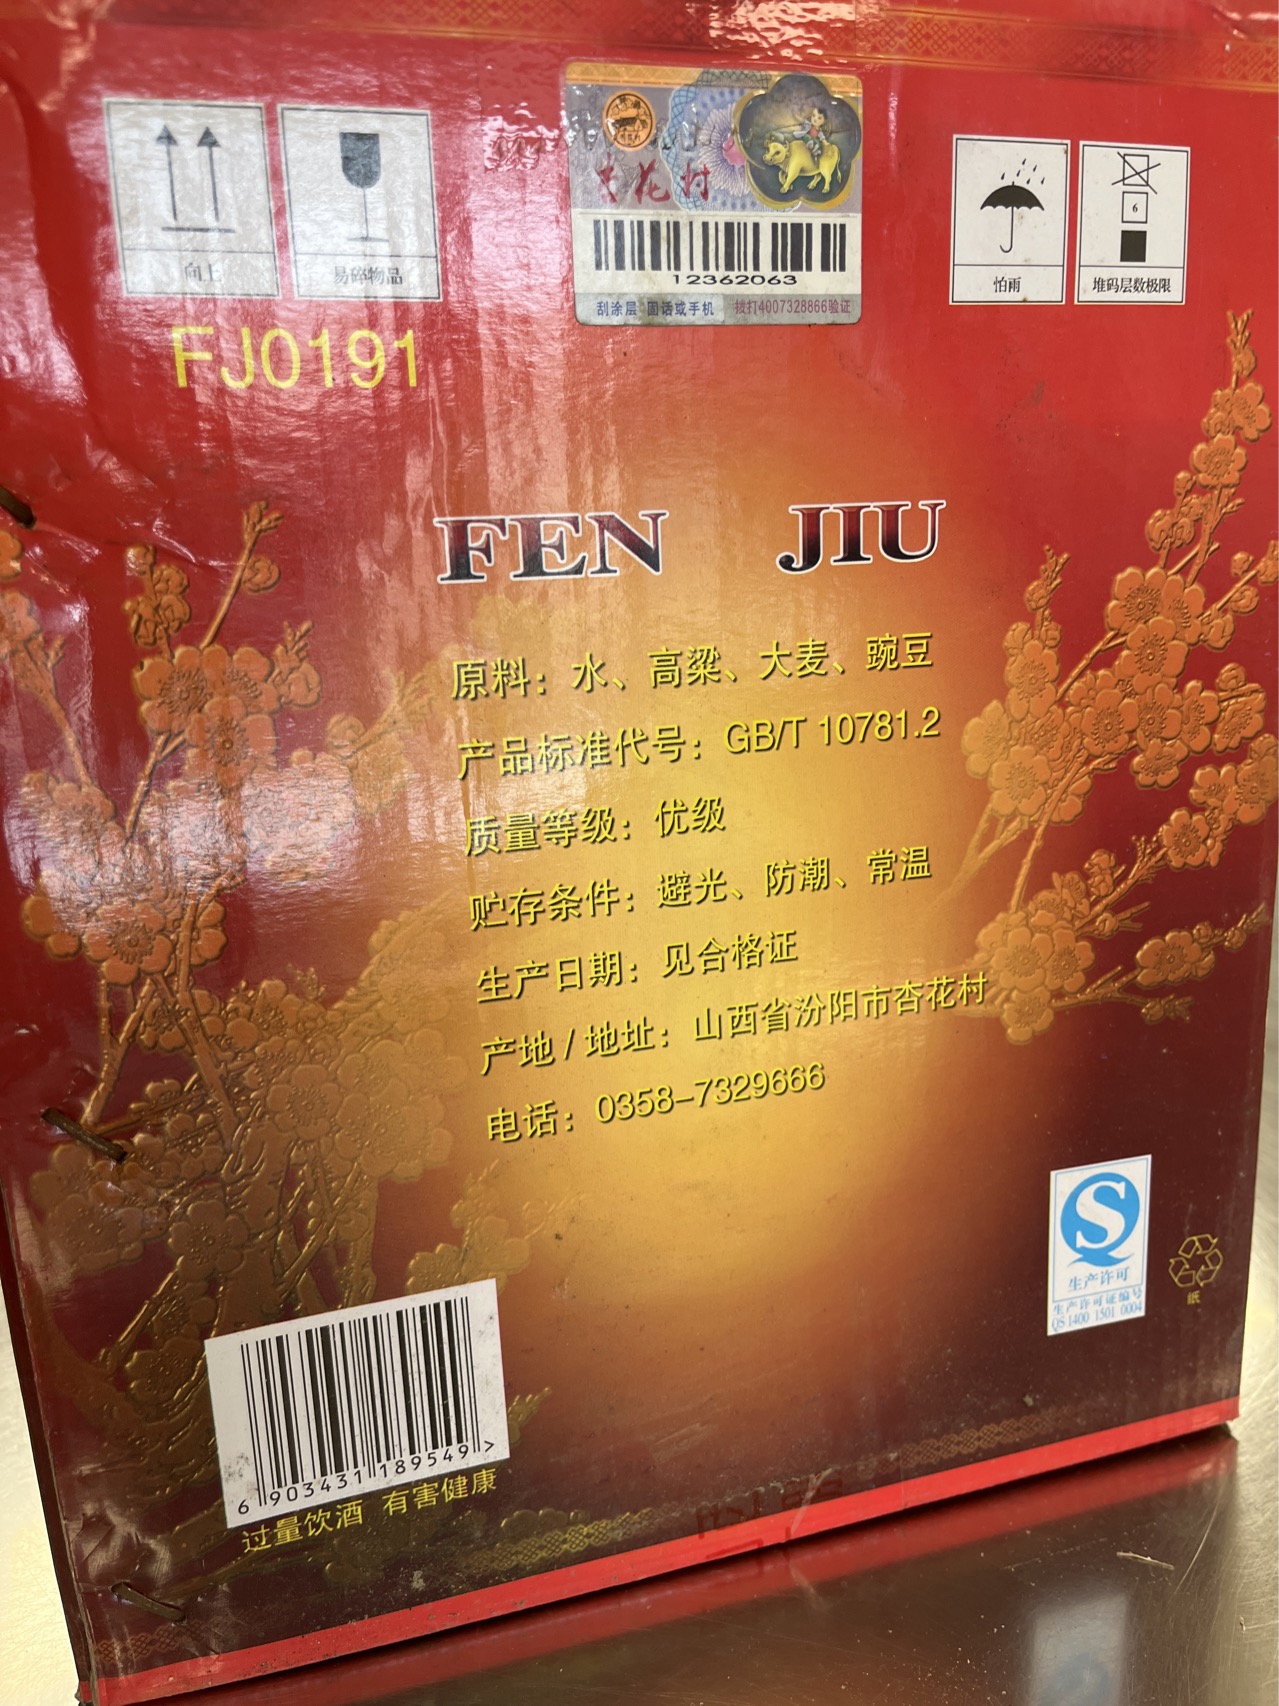 向上
易碎物品
杏花村
12362063
刮涂层 固话或手机 拨打4007328866验证
怕雨
6
堆码层数极限
FJ0191
FEN JIU
原料：水、高粱、大麦、豌豆
产品标准代号：GB/T 10781.2
质量等级：优级
贮存条件：避光、防潮、常温
生产日期：见合格证
产地 / 地址：山西省汾阳市杏花村
电话：0358-7329666
生产许可
生产许可证编号
QS 1400 1501 0004
纸
6 903431 189549 >
过量饮酒 有害健康